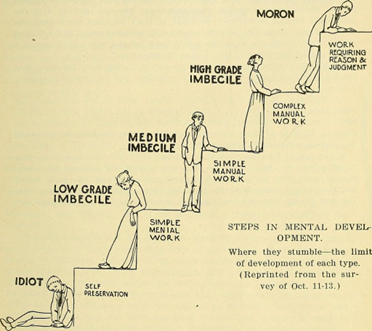 MORON
WORK
REQUIRING
REASON &
JUDGMENT
HIGH GRADE
IMBECILE
COMPLEX
MANUAL
WORK
MEDIUM
IMBECILE
SIMPLE
MANUAL
WORK
LOW GRADE
IMBECILE
SIMPLE
MENIAL
WORK
IDIOT
SELF
PRESERVATION
STEPS IN MENTAL DEVEL-
OPMENT.
Where they stumble—the limit
of development of each type.
(Reprinted from the sur-
vey of Oct. 11-13.)